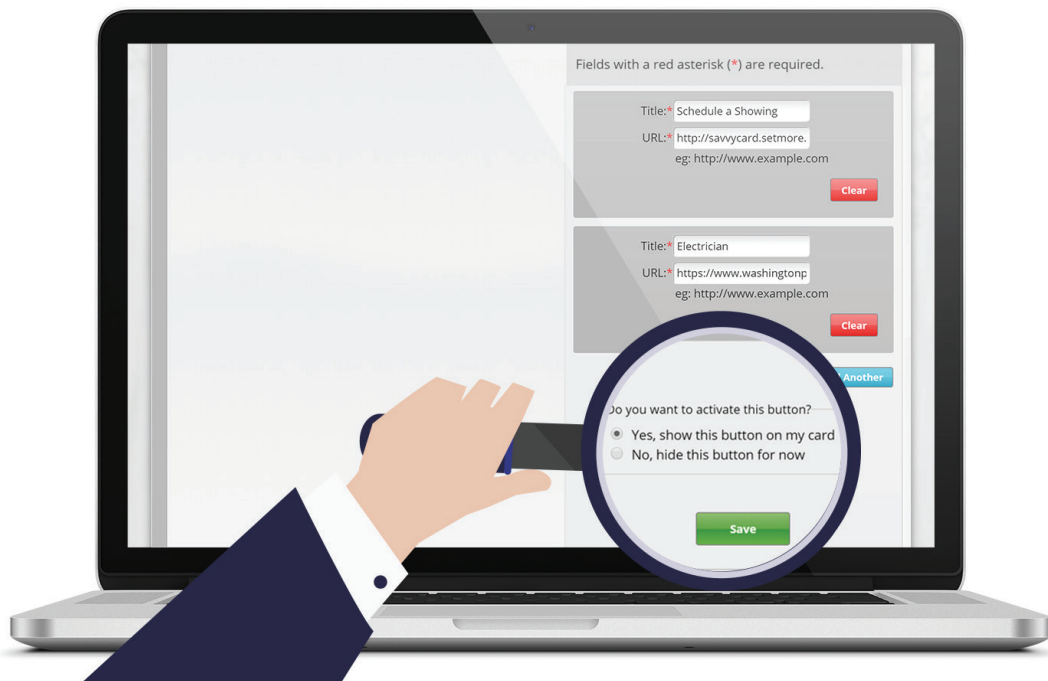 Fields with a red asterisk (*) are required.
Title:* Schedule a Showing
URL:* http://savvycard.setmore.
eg: http://www.example.com
Clear
Title:* Electrician
URL:* https://www.washingtonp
eg: http://www.example.com
Clear
Another
Do you want to activate this button?
Yes, show this button on my card
No, hide this button for now
Save